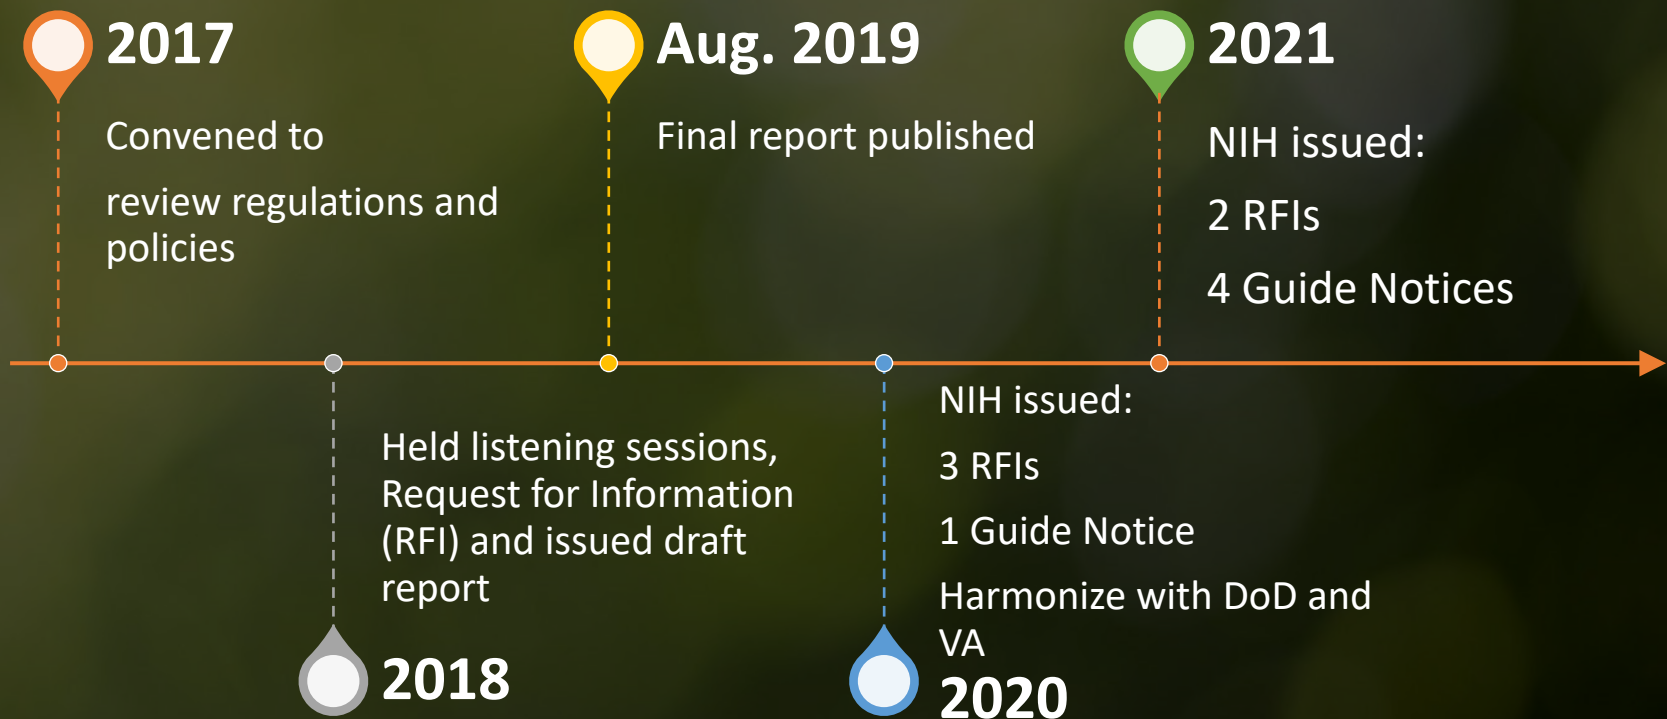 2017
Convened to
review regulations and
policies
Held listening sessions,
Request for Information
(RFI) and issued draft
report
2018
Aug. 2019
Final report published
NIH issued:
3 RFIs
1 Guide Notice
Harmonize with DoD and
VA
2020
2021
NIH issued:
2 RFIs
4 Guide Notices